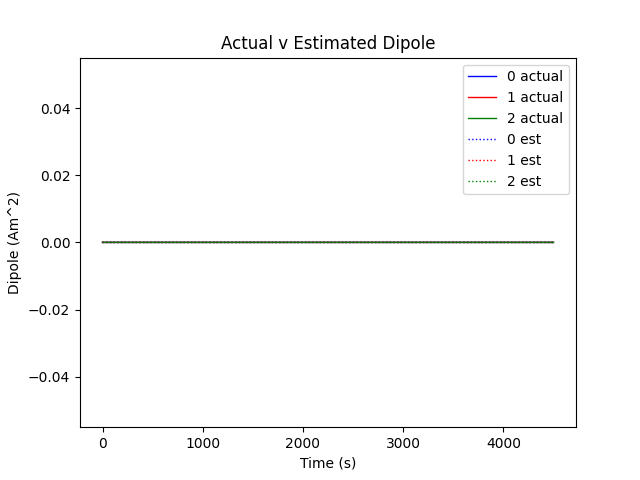 Actual v Estimated Dipole
0 actual
1 actual
2 actual
0 est
1 est
2 est
0.04
0.02
0.00
−0.02
−0.04
Dipole (Am^2)
0 1000 2000 3000 4000
Time (s)